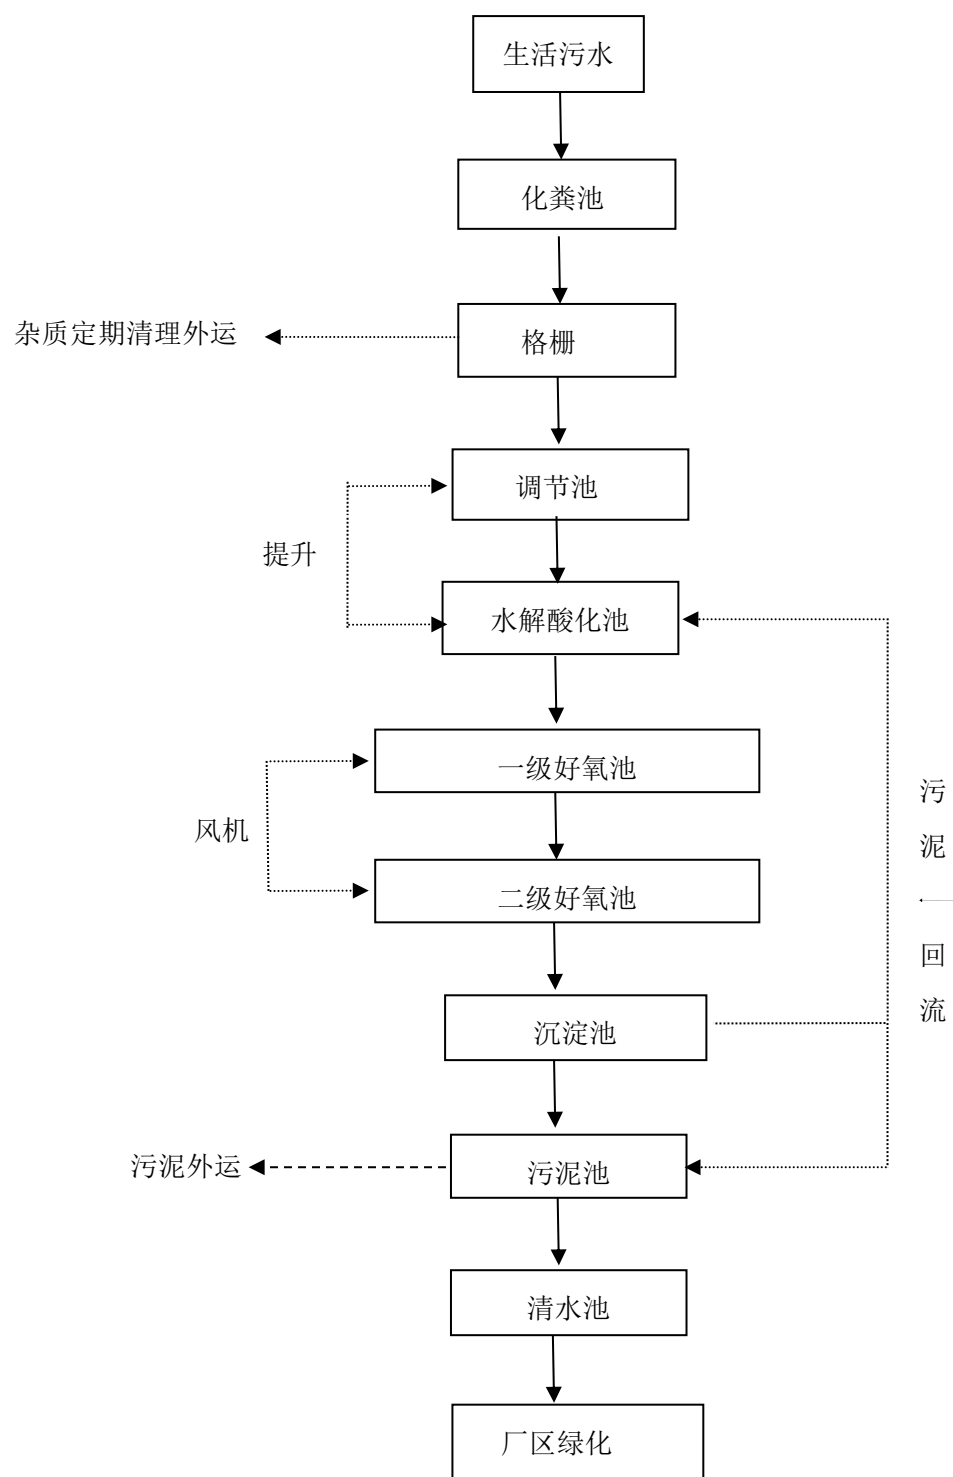 生活污水
化粪池
杂质定期清理外运
格栅
调节池
提升
水解酸化池
一级好氧池
风机
二级好氧池
污
泥
回
流
沉淀池
污泥外运
污泥池
清水池
厂区绿化